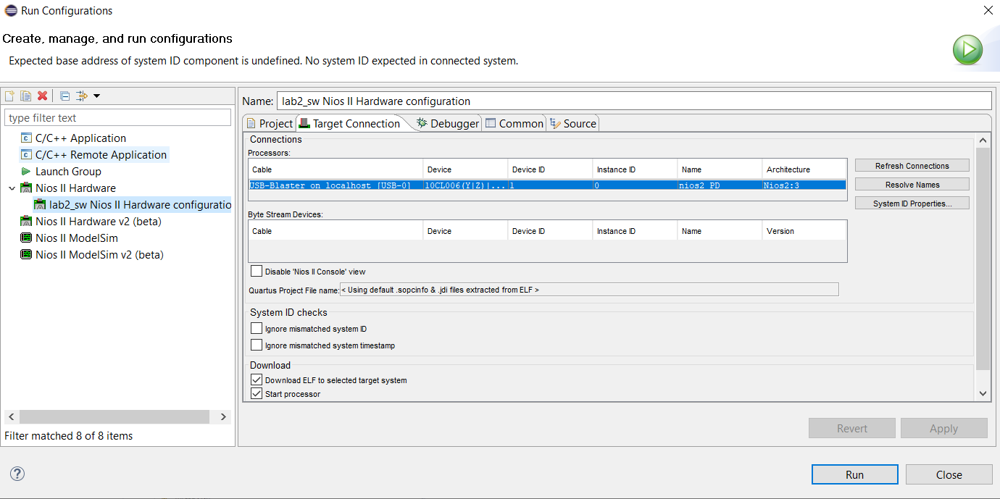 Run Configurations
Create, manage, and run configurations
Expected base address of system ID component is undefined. No system ID expected in connected system.
type filter text
C/C++ Application
C/C++ Remote Application
Launch Group
Nios II Hardware
lab2_sw Nios II Hardware configuratio
Nios II Hardware v2 (beta)
Nios II ModelSim
Nios II ModelSim v2 (beta)
Filter matched 8 of 8 items
Name: lab2_sw Nios II Hardware configuration
Project Target Connection Debugger Common Source
Connections
Processors:
Cable Device Device ID Instance ID Name Architecture
USB-Blaster on localhost [USB-0] 10CL006(Y|Z)|... 1 0 nios2_PD Nios2:3
Refresh Connections
Resolve Names
System ID Properties...
Byte Stream Devices:
Cable Device Device ID Instance ID Name Version
Disable 'Nios II Console' view
Quartus Project File name: < Using default .sopcinfo & .jdi files extracted from ELF >
System ID checks
Ignore mismatched system ID
Ignore mismatched system timestamp
Download
Download ELF to selected target system
Start processor
Revert Apply
Run Close